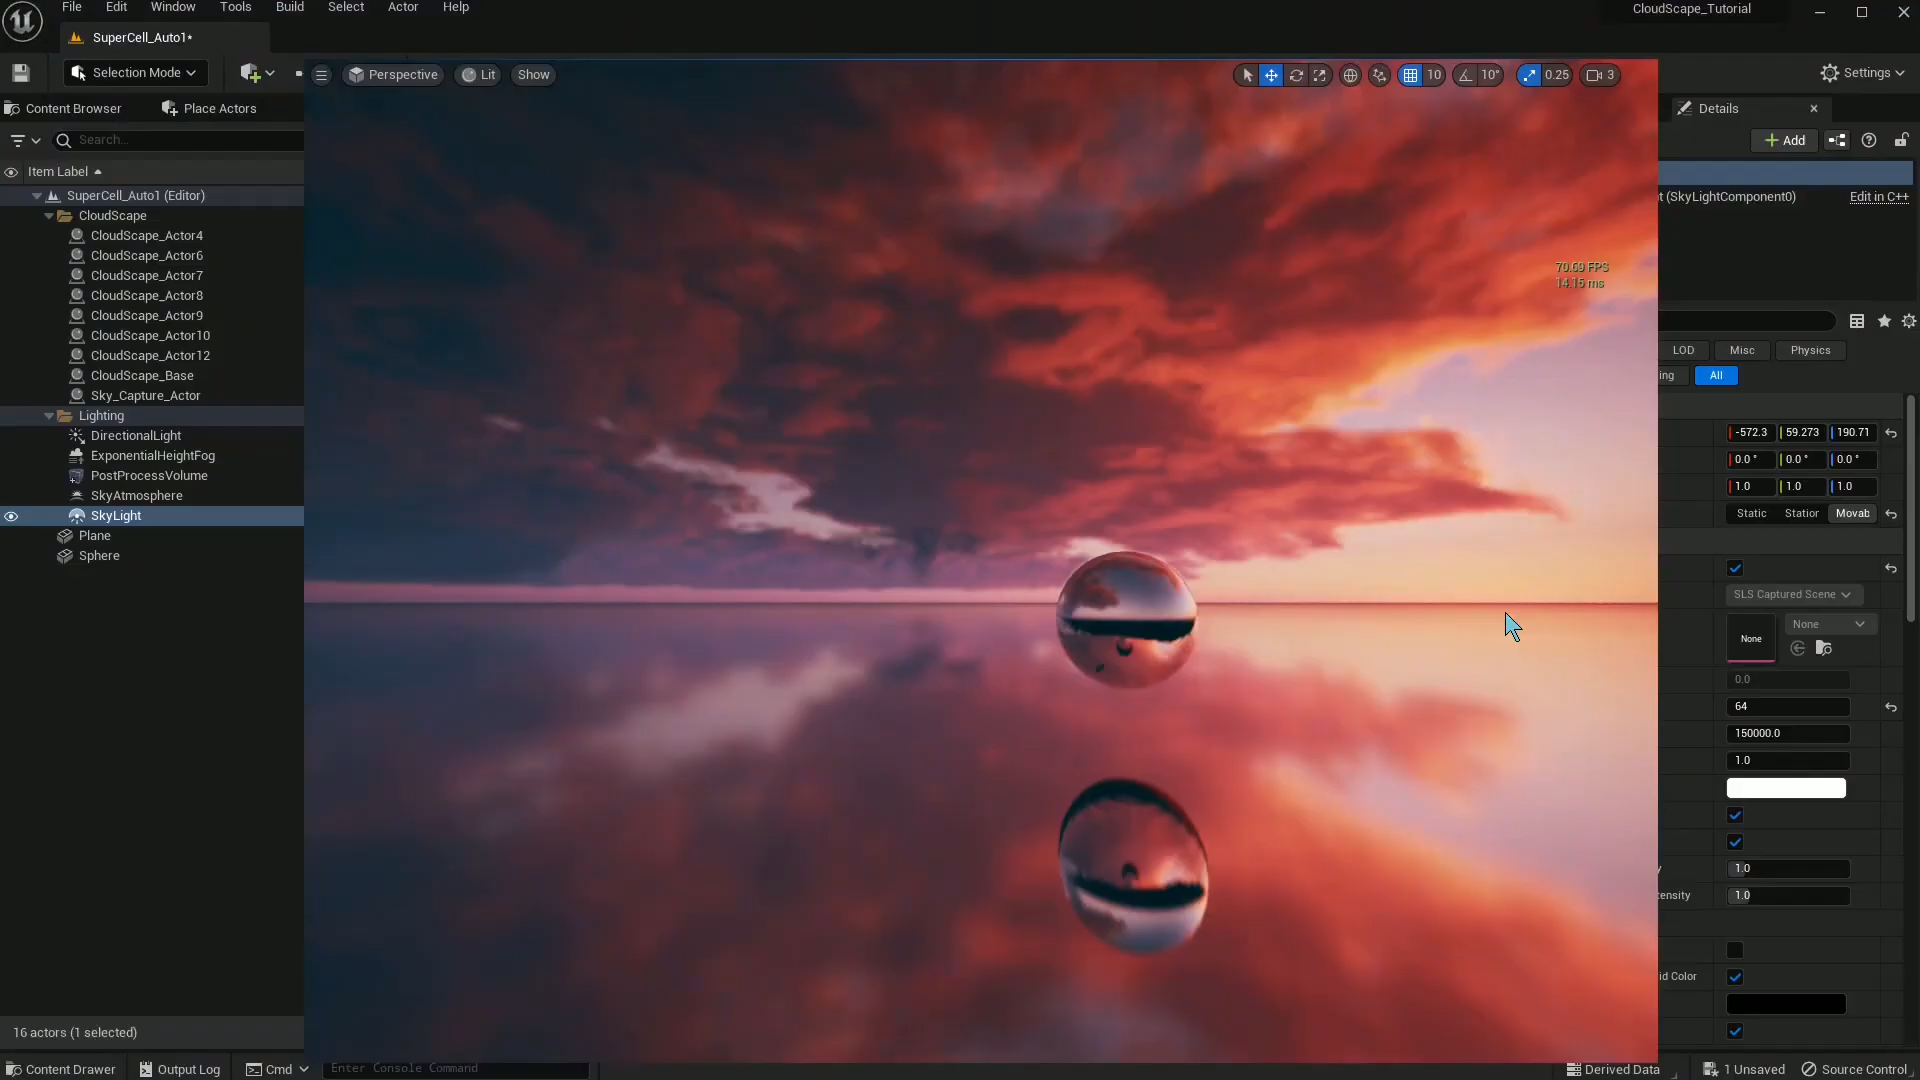 File Edit Window Tools Build Select Actor Help
CloudScape_Tutorial
SuperCell_Auto1*
Selection Mode
Perspective Lit Show
10 10° 0.25 3
Settings
Content Browser Place Actors
Details
Search...
Add
Item Label
SuperCell_Auto1 (Editor)
(SkyLightComponent0) Edit in C++
CloudScape
CloudScape_Actor4
CloudScape_Actor6
70.69 FPS
CloudScape_Actor7
14.15 ms
CloudScape_Actor8
CloudScape_Actor9
CloudScape_Actor10
LOD Misc Physics
CloudScape_Actor12
CloudScape_Base
All
Sky_Capture_Actor
Lighting
DirectionalLight
-572.3 59.273 190.71
ExponentialHeightFog
0.0° 0.0° 0.0°
PostProcessVolume
1.0 1.0 1.0
SkyAtmosphere
SkyLight
Static Station Movab
Plane
Sphere
SLS Captured Scene
None
None
0.0
64
150000.0
1.0
1.0
1.0
id Color
16 actors (1 selected)
Content Drawer Output Log Cmd Enter Console Command
Derived Data 1 Unsaved Source Control